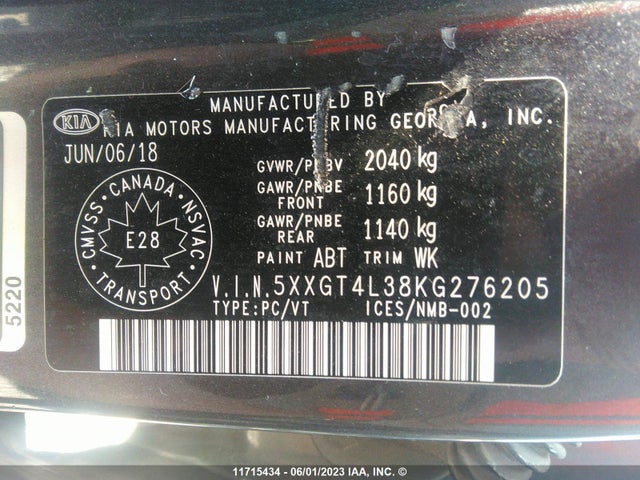 MANUFACTURED BY
KIA
KIA MOTORS MANUFACTURING GEORGIA, INC.
JUN/06/18
GVWR/PNBV 2040 kg
GAWR/PNBE FRONT 1160 kg
GAWR/PNBE REAR 1140 kg
CANADA
CMVSS
NSVAC
E28
TRANSPORT
PAINT ABT TRIM WK
V.I.N.5XXGT4L38KG276205
TYPE:PC/VT ICES/NMB-002
5220
11715434 - 06/01/2023 IAA, INC. ©